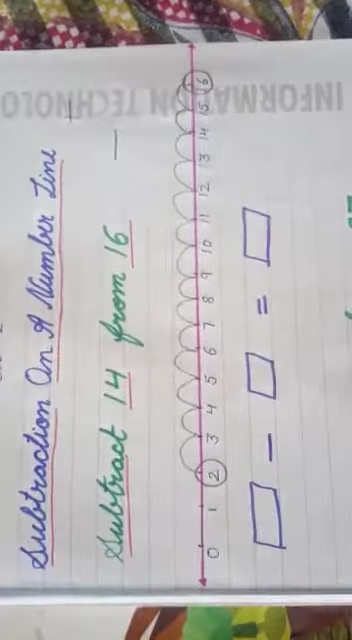 Subtraction On A Number Line +
Subtract 14 from 16 —
0 1 2 3 4 5 6 7 8 9 10 11 12 13 14 15 16
□ - □ = □
INFORMATION TECHNOLO